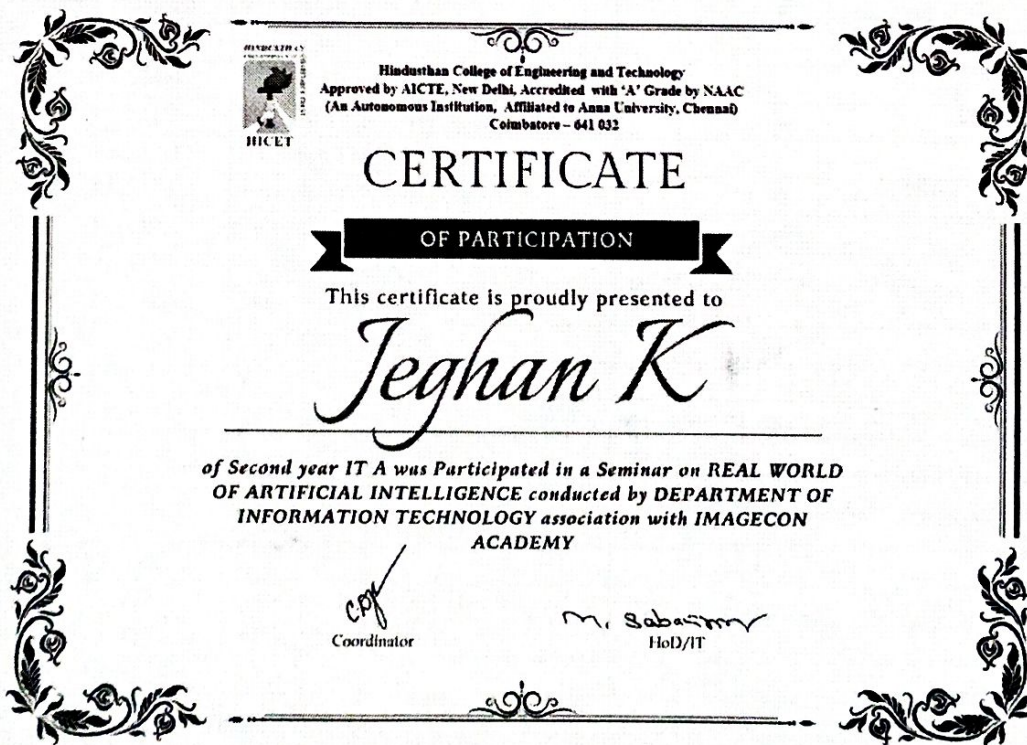 HINDUSTHAN
HICET
Hindusthan College of Engineering and Technology
Approved by AICTE, New Delhi, Accredited with ‘A’ Grade by NAAC
(An Autonomous Institution, Affiliated to Anna University, Chennai)
Coimbatore – 641 032
CERTIFICATE
OF PARTICIPATION
This certificate is proudly presented to
Jeghan K
of Second year IT A was Participated in a Seminar on REAL WORLD
OF ARTIFICIAL INTELLIGENCE conducted by DEPARTMENT OF
INFORMATION TECHNOLOGY association with IMAGECON
ACADEMY
Coordinator
M.
HoD/IT